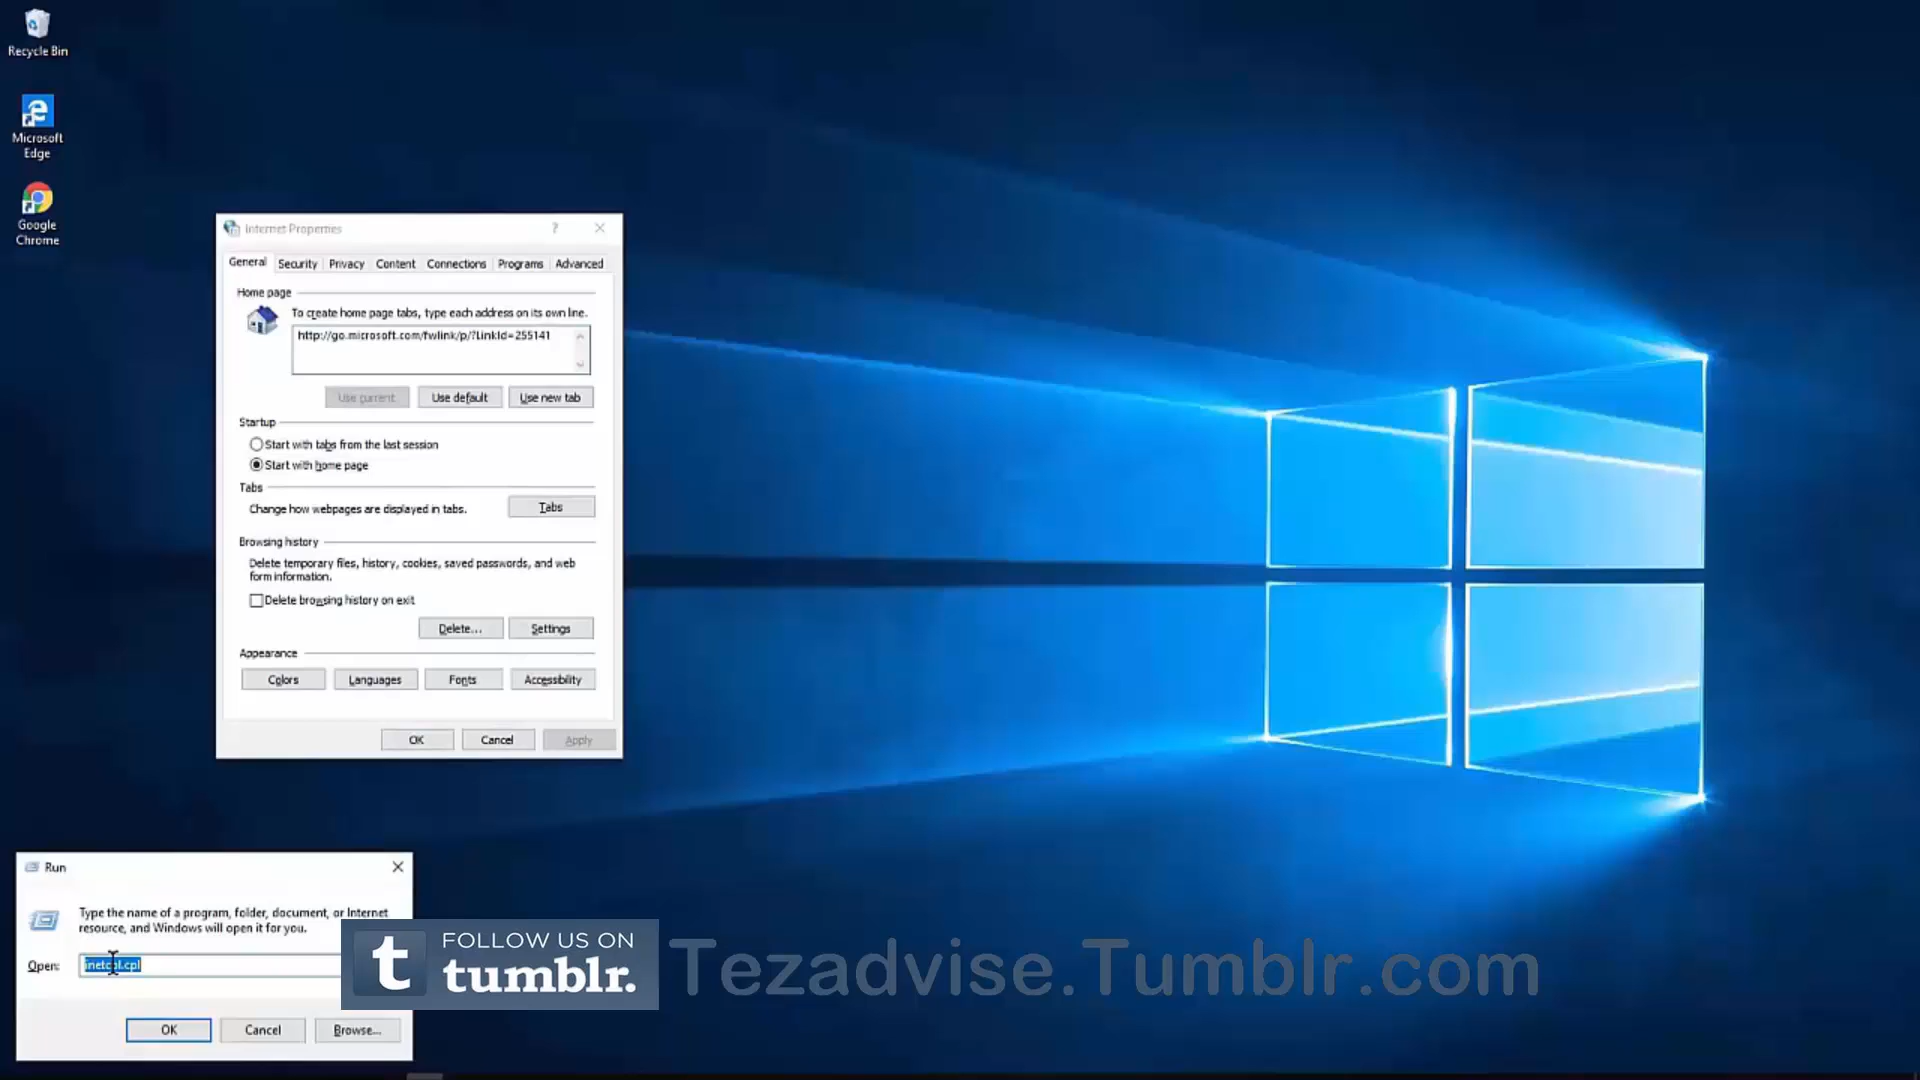 Recycle Bin
Microsoft
Edge
Google
Chrome
Internet Properties
?
General Security Privacy Content Connections Programs Advanced
Home page
To create home page tabs, type each address on its own line.
http://go.microsoft.com/fwlink/p/?LinkId=255141
Use current Use default Use new tab
Startup
Start with tabs from the last session
Start with home page
Tabs
Change how webpages are displayed in tabs. Tabs
Browsing history
Delete temporary files, history, cookies, saved passwords, and web
form information.
Delete browsing history on exit
Delete... Settings
Appearance
Colors Languages Fonts Accessibility
OK Cancel Apply
Run
Type the name of a program, folder, document, or Internet
resource, and Windows will open it for you.
Open: inetcpl.cpl
OK Cancel Browse...
t FOLLOW US ON
tumblr.
Tezadvise.Tumblr.com